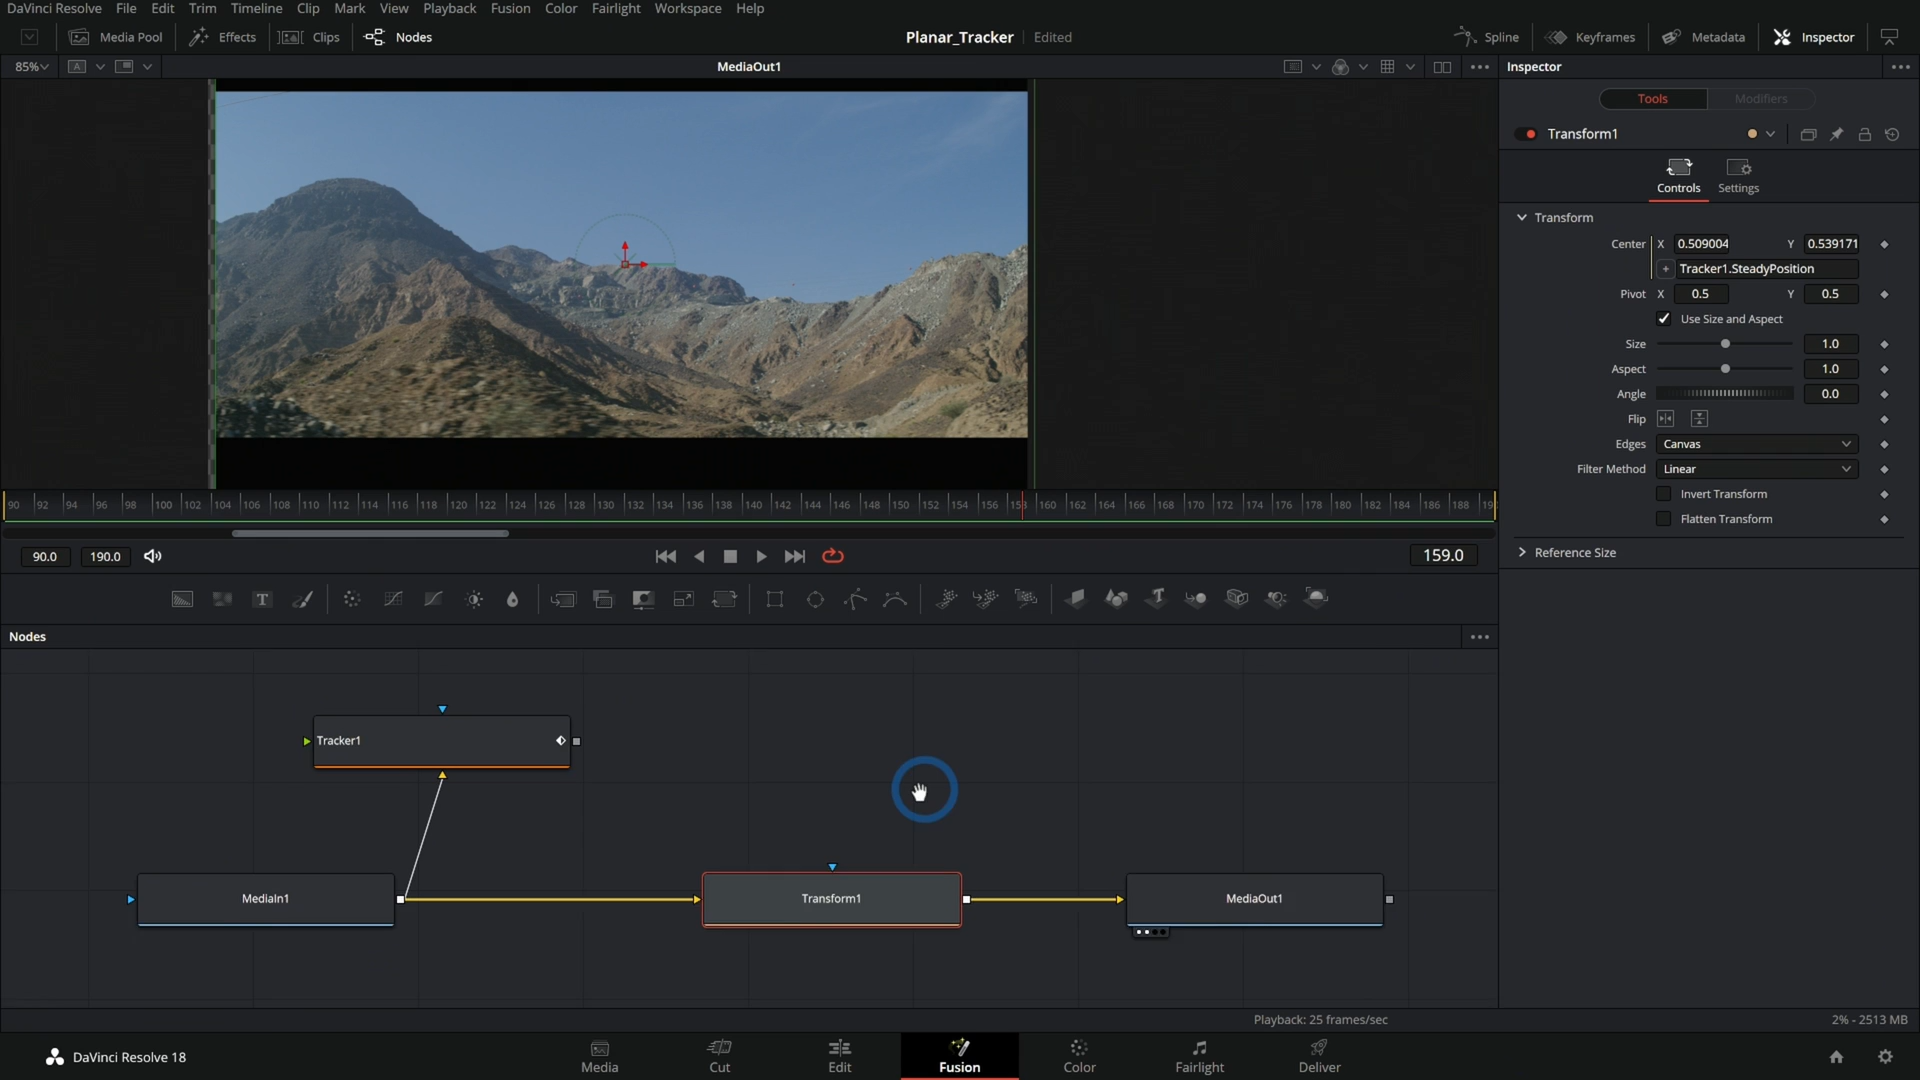 DaVinci Resolve File Edit Trim Timeline Clip Mark View Playback Fusion Color Fairlight Workspace Help
Media Pool Effects Clips Nodes Planar_Tracker Edited Spline Keyframes Metadata Inspector
85% A MediaOut1 Inspector
Tools Modifiers
Transform1
Controls Settings
Transform
Center X 0.509004 Y 0.539171
+ Tracker1.SteadyPosition
Pivot X 0.5 Y 0.5
Use Size and Aspect
Size 1.0
Aspect 1.0
Angle 0.0
Flip
Edges Canvas
Filter Method Linear
Invert Transform
Flatten Transform
Reference Size
90 92 94 96 98 100 102 104 106 108 110 112 114 116 118 120 122 124 126 128 130 132 134 136 138 140 142 144 146 148 150 152 154 156 158 160 162 164 166 168 170 172 174 176 178 180 182 184 186 188
90.0 190.0 159.0
T T
Nodes
Tracker1
MediaIn1 Transform1 MediaOut1
Playback: 25 frames/sec 2% - 2513 MB
DaVinci Resolve 18 Media Cut Edit Fusion Color Fairlight Deliver